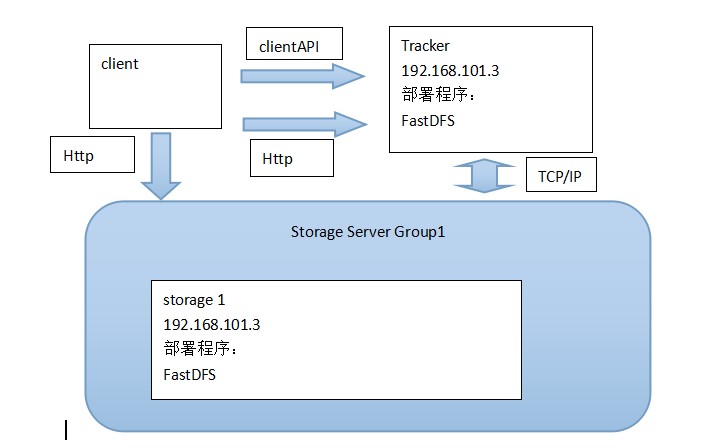 client
clientAPI
Tracker
192.168.101.3
部署程序：
FastDFS
Http
Http
TCP/IP
Storage Server Group1
storage 1
192.168.101.3
部署程序：
FastDFS